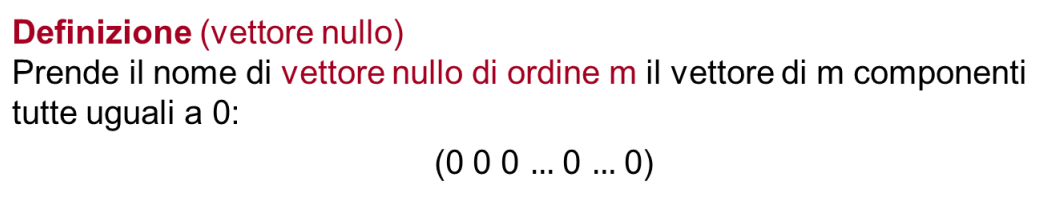 Definizione (vettore nullo)
Prende il nome di vettore nullo di ordine m il vettore di m componenti
tutte uguali a 0:
(0 0 0 ... 0 ... 0)